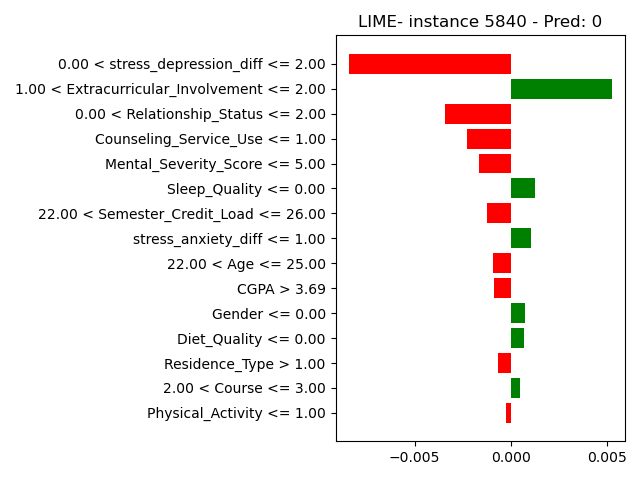 LIME- instance 5840 - Pred: 0
0.00 < stress_depression_diff <= 2.00
1.00 < Extracurricular_Involvement <= 2.00
0.00 < Relationship_Status <= 2.00
Counseling_Service_Use <= 1.00
Mental_Severity_Score <= 5.00
Sleep_Quality <= 0.00
22.00 < Semester_Credit_Load <= 26.00
stress_anxiety_diff <= 1.00
22.00 < Age <= 25.00
CGPA > 3.69
Gender <= 0.00
Diet_Quality <= 0.00
Residence_Type > 1.00
2.00 < Course <= 3.00
Physical_Activity <= 1.00
−0.005 0.000 0.005